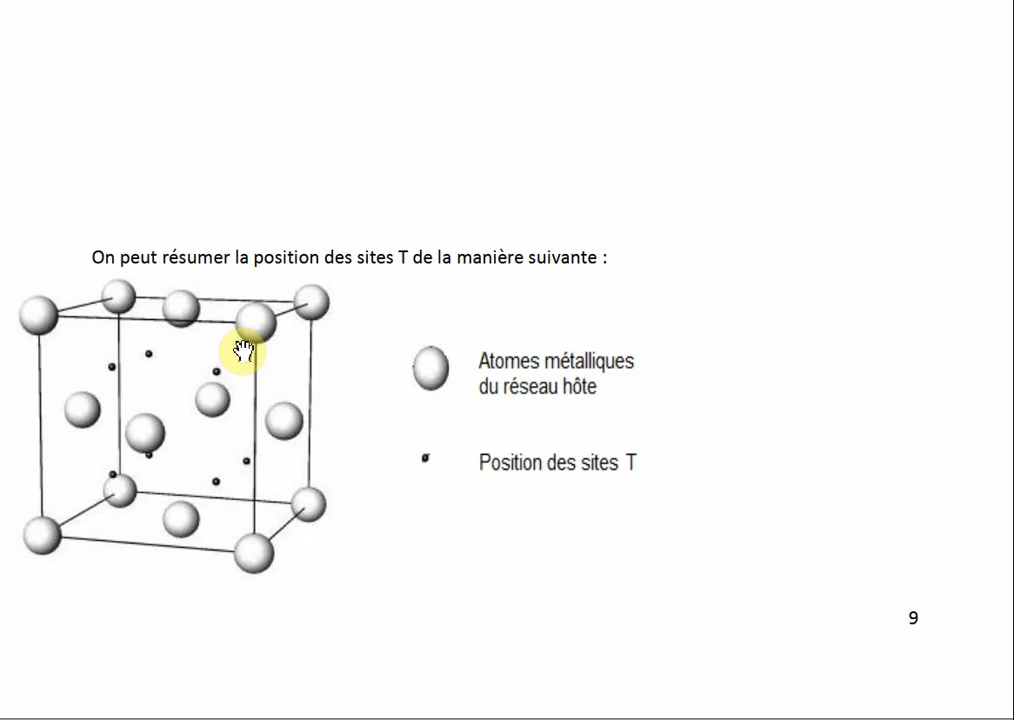 On peut résumer la position des sites T de la manière suivante :
Atomes métalliques
du réseau hôte
Position des sites T
9